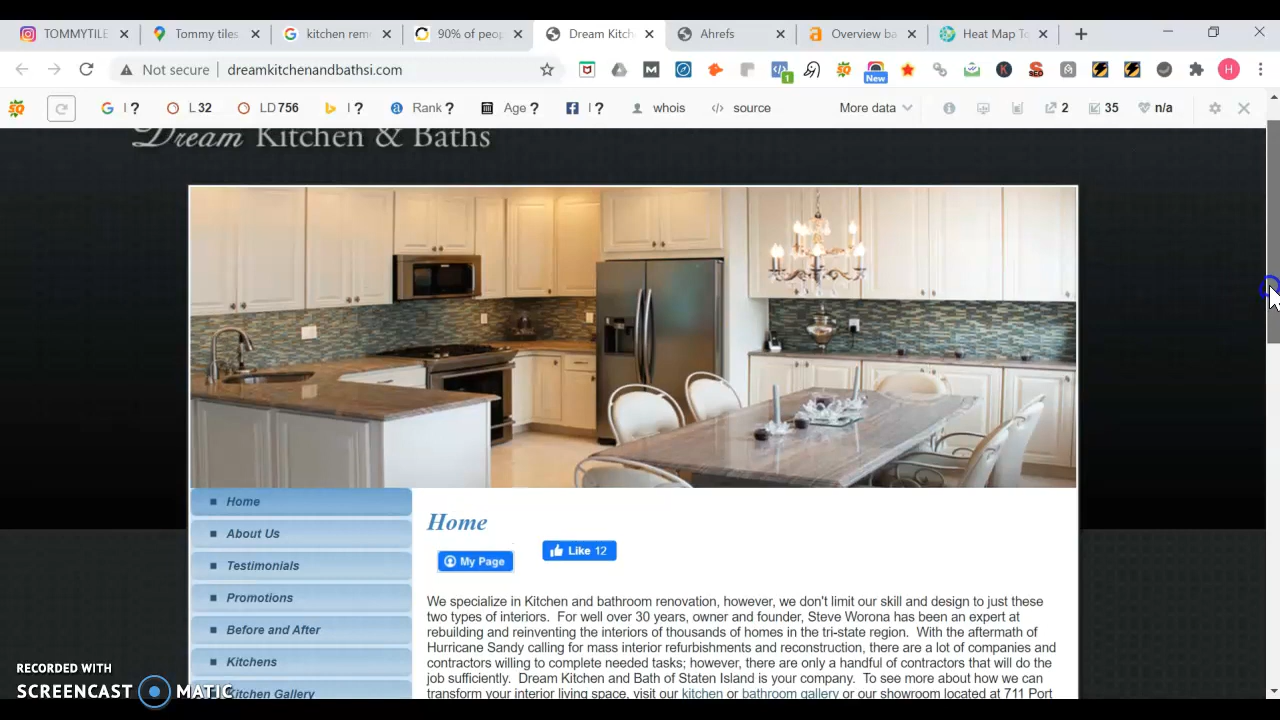 TOMMYTILE
Tommy tiles
kitchen rem
90% of peop
Dream Kitch
Ahrefs
Overview ba
Heat Map To
Not secure
dreamkitchenandbathsi.com
New
1
H
I ?
L 32
LD 756
I ?
Rank ?
Age ?
I ?
whois
source
More data
2
35
n/a
Dream Kitchen & Baths
Home
About Us
Testimonials
Promotions
Before and After
Kitchens
Kitchen Gallery
Home
My Page
Like 12
We specialize in Kitchen and bathroom renovation, however, we don't limit our skill and design to just these
two types of interiors. For well over 30 years, owner and founder, Steve Worona has been an expert at
rebuilding and reinventing the interiors of thousands of homes in the tri-state region. With the aftermath of
Hurricane Sandy calling for mass interior refurbishments and reconstruction, there are a lot of companies and
contractors willing to complete needed tasks; however, there are only a handful of contractors that will do the
job sufficiently. Dream Kitchen and Bath of Staten Island is your company. To see more about how we can
transform your interior living space, visit our kitchen or bathroom gallery or our showroom located at 711 Port
RECORDED WITH
SCREENCAST MATIC